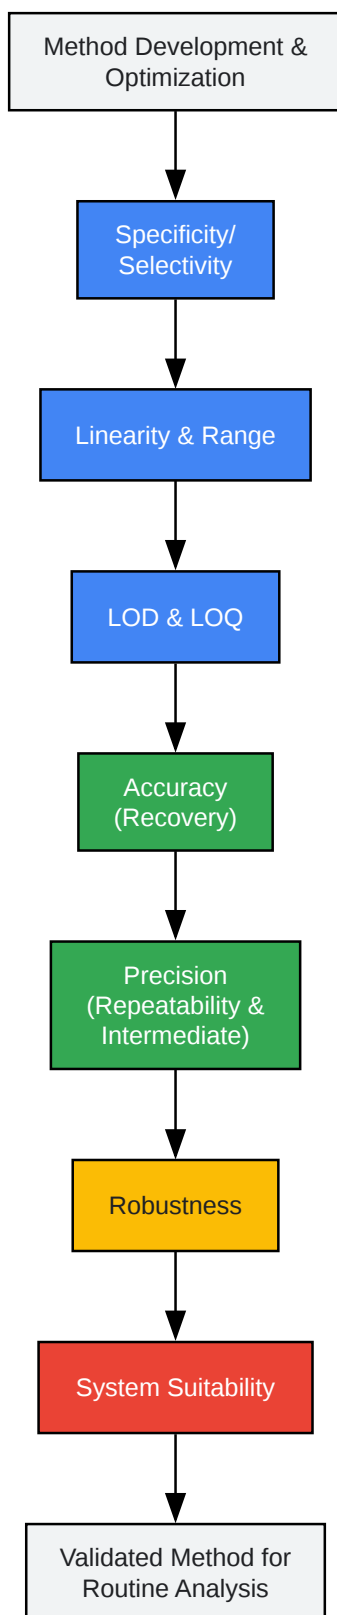 Method Development &
Optimization
Specificity/
Selectivity
Linearity & Range
LOD & LOQ
Accuracy
(Recovery)
Precision
(Repeatability &
Intermediate)
Robustness
System Suitability
Validated Method for
Routine Analysis